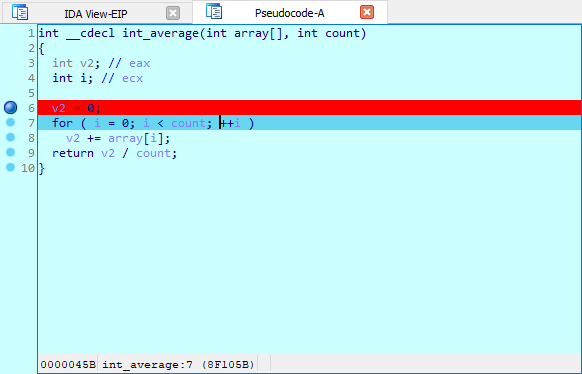 IDA View-EIP Pseudocode-A
1 int __cdecl int_average(int array[], int count)
2 {
3 int v2; // eax
4 int i; // ecx
5
6 v2 = 0;
7 for ( i = 0; i < count; ++i )
8 v2 += array[i];
9 return v2 / count;
10 }
0000045B int_average:7 (8F105B)